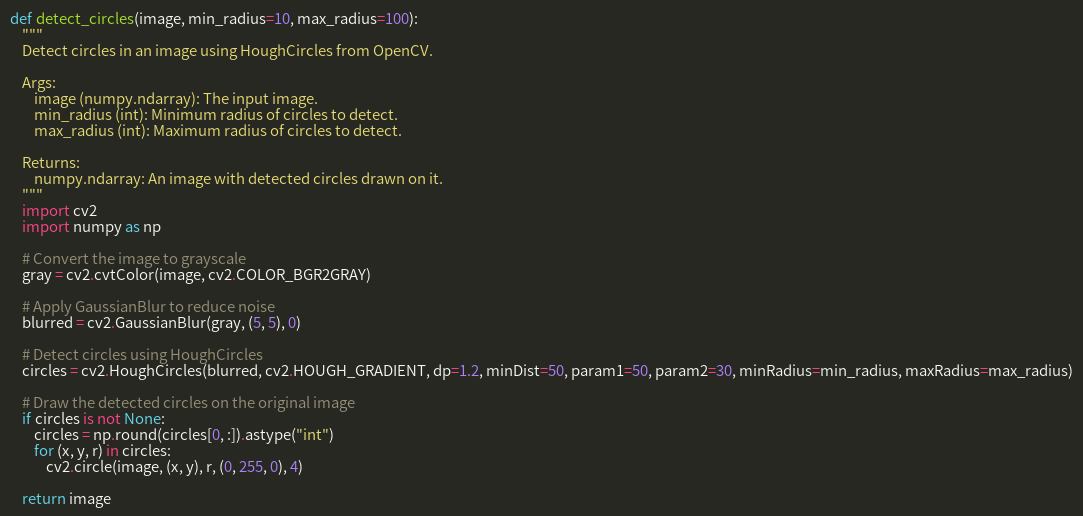 def detect_circles(image, min_radius=10, max_radius=100):
    """
    Detect circles in an image using HoughCircles from OpenCV.

    Args:
        image (numpy.ndarray): The input image.
        min_radius (int): Minimum radius of circles to detect.
        max_radius (int): Maximum radius of circles to detect.

    Returns:
        numpy.ndarray: An image with detected circles drawn on it.
    """
    import cv2
    import numpy as np

    # Convert the image to grayscale
    gray = cv2.cvtColor(image, cv2.COLOR_BGR2GRAY)

    # Apply GaussianBlur to reduce noise
    blurred = cv2.GaussianBlur(gray, (5, 5), 0)

    # Detect circles using HoughCircles
    circles = cv2.HoughCircles(blurred, cv2.HOUGH_GRADIENT, dp=1.2, minDist=50, param1=50, param2=30, minRadius=min_radius, maxRadius=max_radius)

    # Draw the detected circles on the original image
    if circles is not None:
        circles = np.round(circles[0, :]).astype("int")
        for (x, y, r) in circles:
            cv2.circle(image, (x, y), r, (0, 255, 0), 4)

    return image